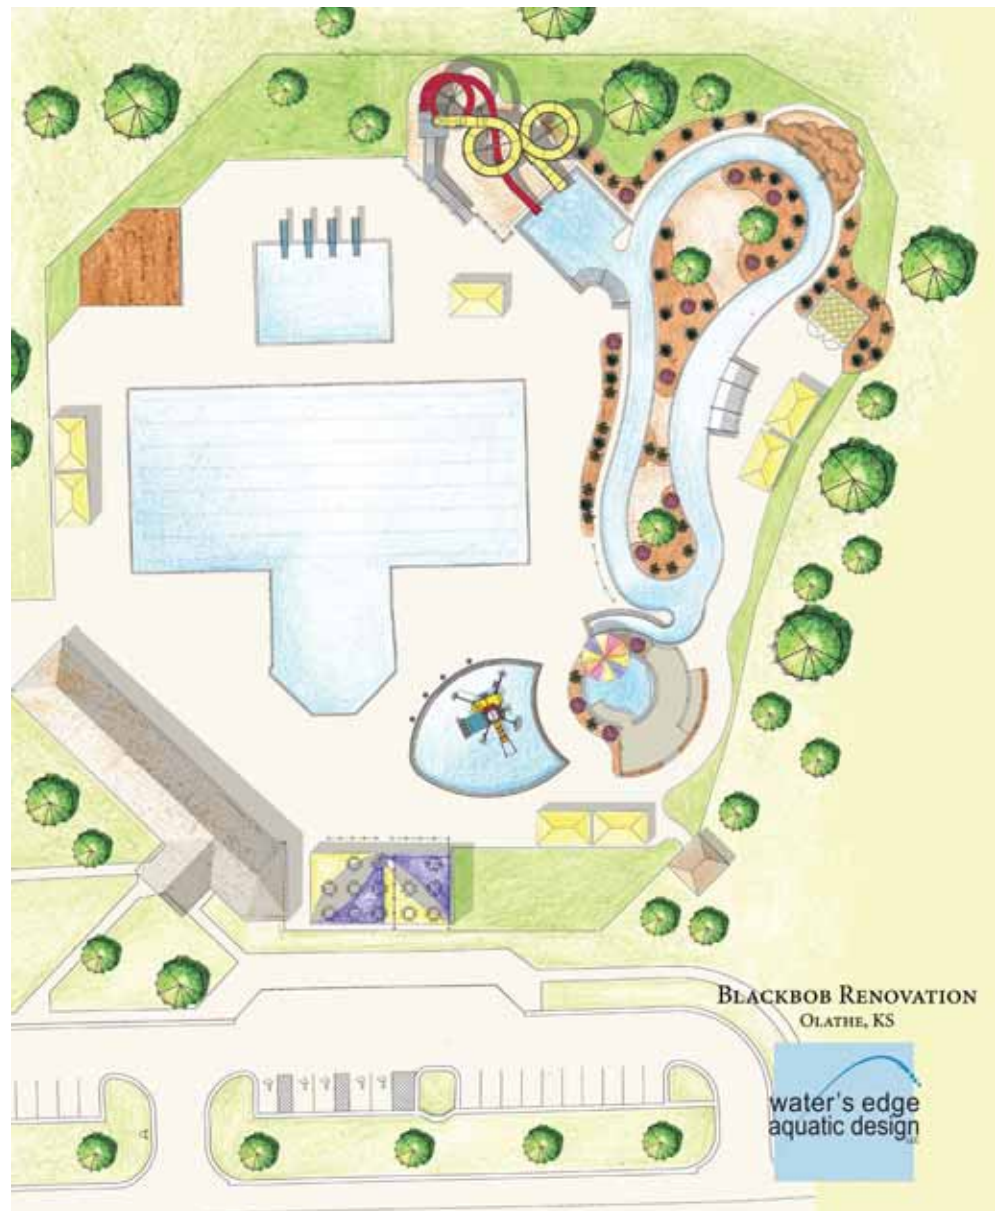 BLACKBOB RENOVATION
OLATHE, KS
water's edge
aquatic design